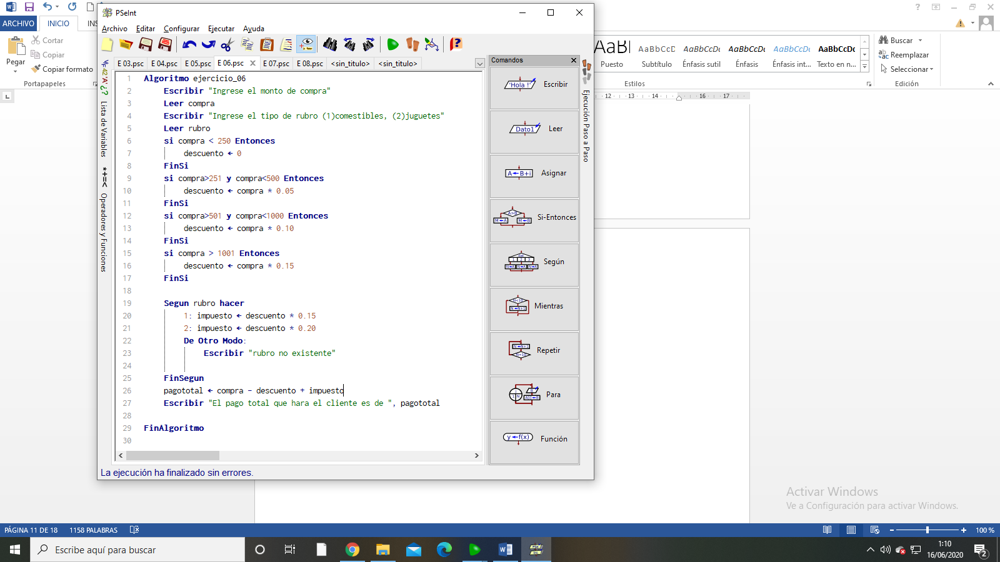 PSeInt
Archivo Editar Configurar Ejecutar Ayuda
ARCHIVO INICIO INS
Cortar
Copiar
Copiar formato
Pegar
Portapapeles
E 03.psc E 04.psc E 05.psc E 06.psc E 07.psc E 08.psc <sin_titulo> <sin_titulo>
Lista de Variables
*+=< Operadores y Funciones
1 Algoritmo ejercicio_06
2 Escribir "Ingrese el monto de compra"
3 Leer compra
4 Escribir "Ingrese el tipo de rubro (1)comestibles, (2)juguetes"
5 Leer rubro
6 si compra < 250 Entonces
7 descuento ← 0
8 FinSi
9 si compra>251 y compra<500 Entonces
10 descuento ← compra * 0.05
11 FinSi
12 si compra>501 y compra<1000 Entonces
13 descuento ← compra * 0.10
14 FinSi
15 si compra > 1001 Entonces
16 descuento ← compra * 0.15
17 FinSi
18
19 Segun rubro hacer
20 1: impuesto ← descuento * 0.15
21 2: impuesto ← descuento * 0.20
22 De Otro Modo:
23 Escribir "rubro no existente"
24
25 FinSegun
26 pagototal ← compra - descuento + impuesto
27 Escribir "El pago total que hara el cliente es de ", pagototal
28
29 FinAlgoritmo
30
La ejecución ha finalizado sin errores.
Comandos
'Hola !' Escribir
Dato1 Leer
A←B+i Asignar
A>B M←A M←B Si-Entonces
Según
Mientras
Repetir
Para
y←f(x) Función
Ejecución Paso a Paso
AaB AaBbCcD AaBbCcDc AaBbCcDc AaBbCcDc AaBbCcDc
Puesto Subtítulo Énfasis sutil Énfasis Énfasis int... Texto en n...
Estilos
Buscar
Reemplazar
Seleccionar
Edición
12 13 14 16 17
Activar Windows
Ve a Configuración para activar Windows.
PÁGINA 11 DE 18 1158 PALABRAS 100 %
Escribe aquí para buscar
1:10
16/06/2020
2